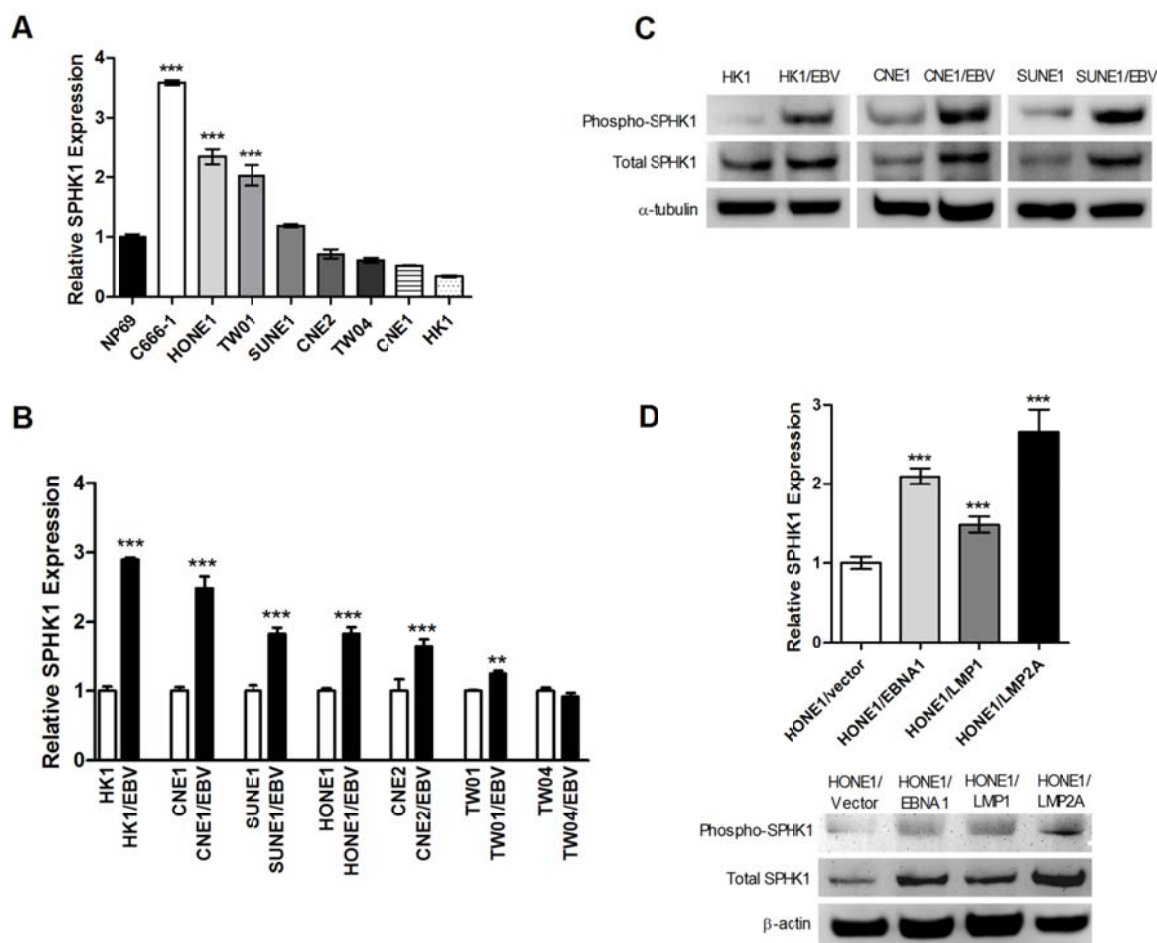 A
Relative SPHK1 Expression
4
3
2
1
0
***
***
***
NP69
C666-1
HONE1
TW01
SUNE1
CNE2
TW04
CNE1
HK1
B
Relative SPHK1 Expression
4
3
2
1
0
***
***
***
***
***
**
HK1
HK1/EBV
CNE1
CNE1/EBV
SUNE1
SUNE1/EBV
HONE1
HONE1/EBV
CNE2
CNE2/EBV
TW01
TW01/EBV
TW04
TW04/EBV
C
HK1 HK1/EBV CNE1 CNE1/EBV SUNE1 SUNE1/EBV
Phospho-SPHK1
Total SPHK1
α-tubulin
D
Relative SPHK1 Expression
3
2
1
0
***
***
***
HONE1/vector
HONE1/EBNA1
HONE1/LMP1
HONE1/LMP2A
HONE1/ HONE1/ HONE1/ HONE1/
Vector EBNA1 LMP1 LMP2A
Phospho-SPHK1
Total SPHK1
β-actin